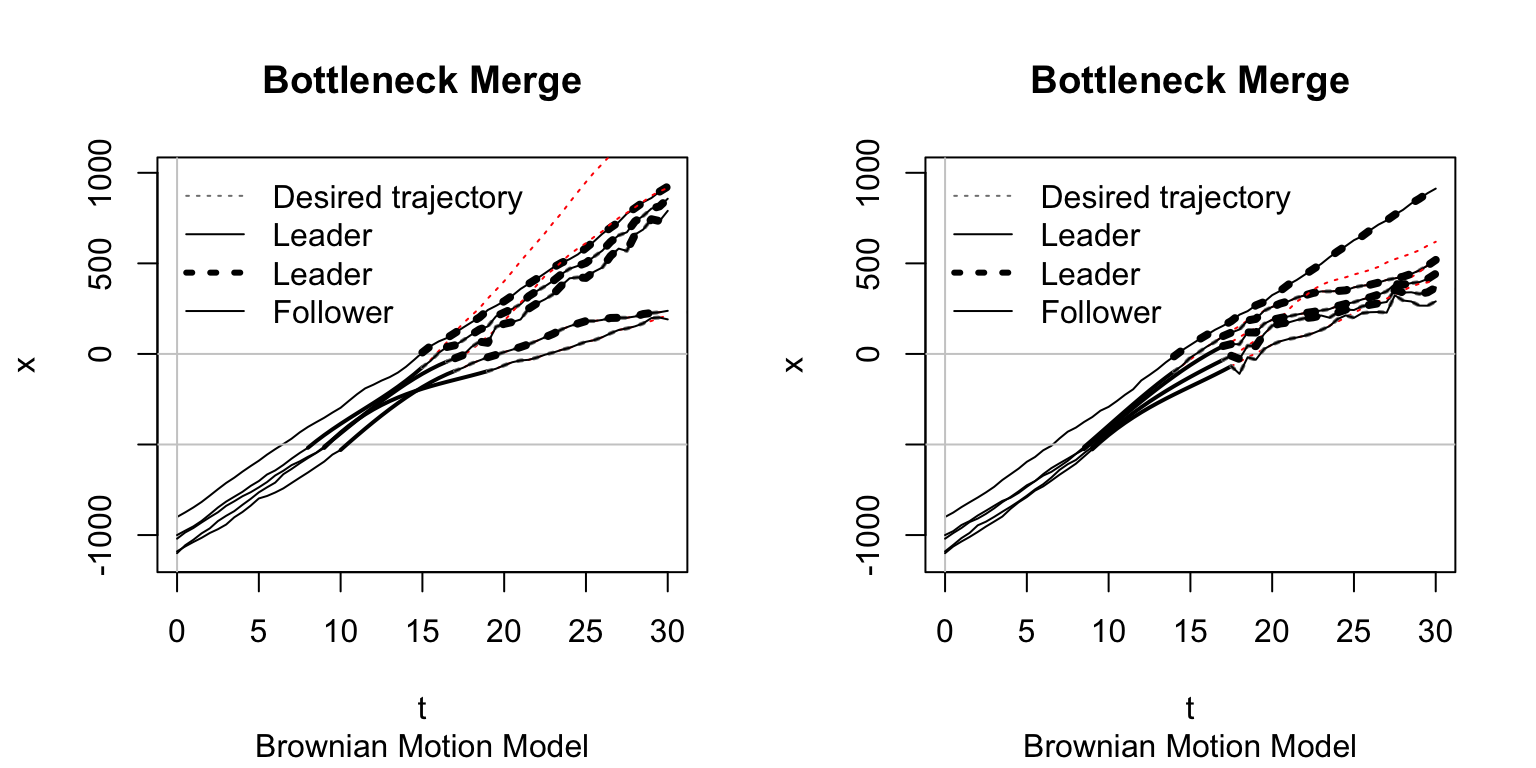 Bottleneck Merge
x
1000
500
0
-1000
Desired trajectory
Leader
Leader
Follower
0 5 10 15 20 25 30
t
Brownian Motion Model
Bottleneck Merge
x
1000
500
0
-1000
Desired trajectory
Leader
Leader
Follower
0 5 10 15 20 25 30
t
Brownian Motion Model